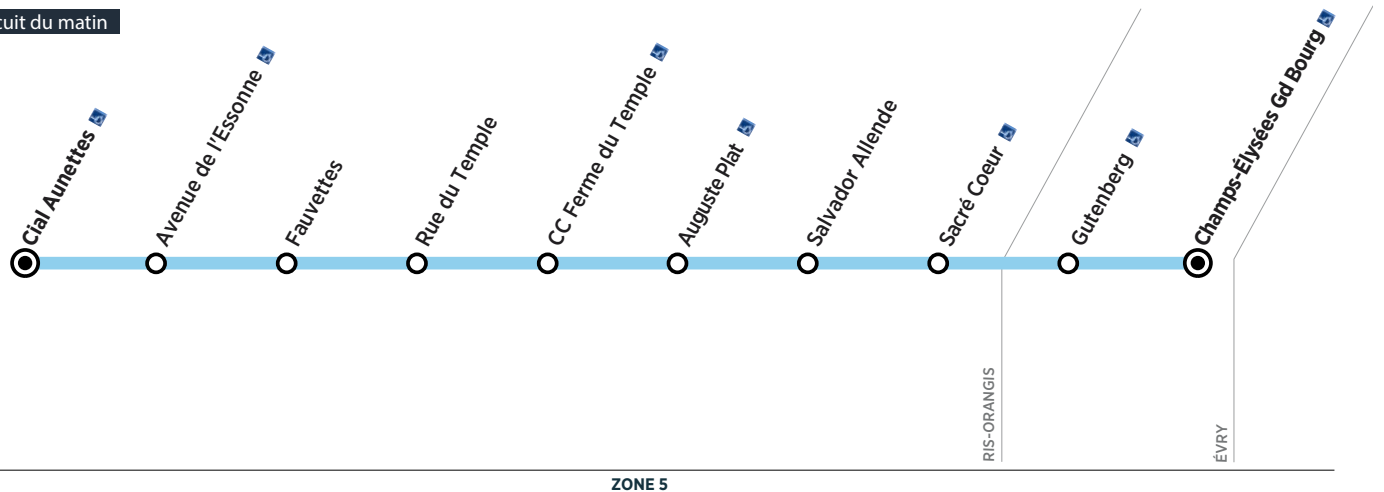 cuit du matin
Cial Aunettes
Avenue de l'Essonne
Fauvettes
Rue du Temple
CC Ferme du Temple
Auguste Plat
Salvador Allende
Sacré Coeur
Gutenberg
Champs-Élysées Gd Bourg
RIS-ORANGIS
ÉVRY
ZONE 5